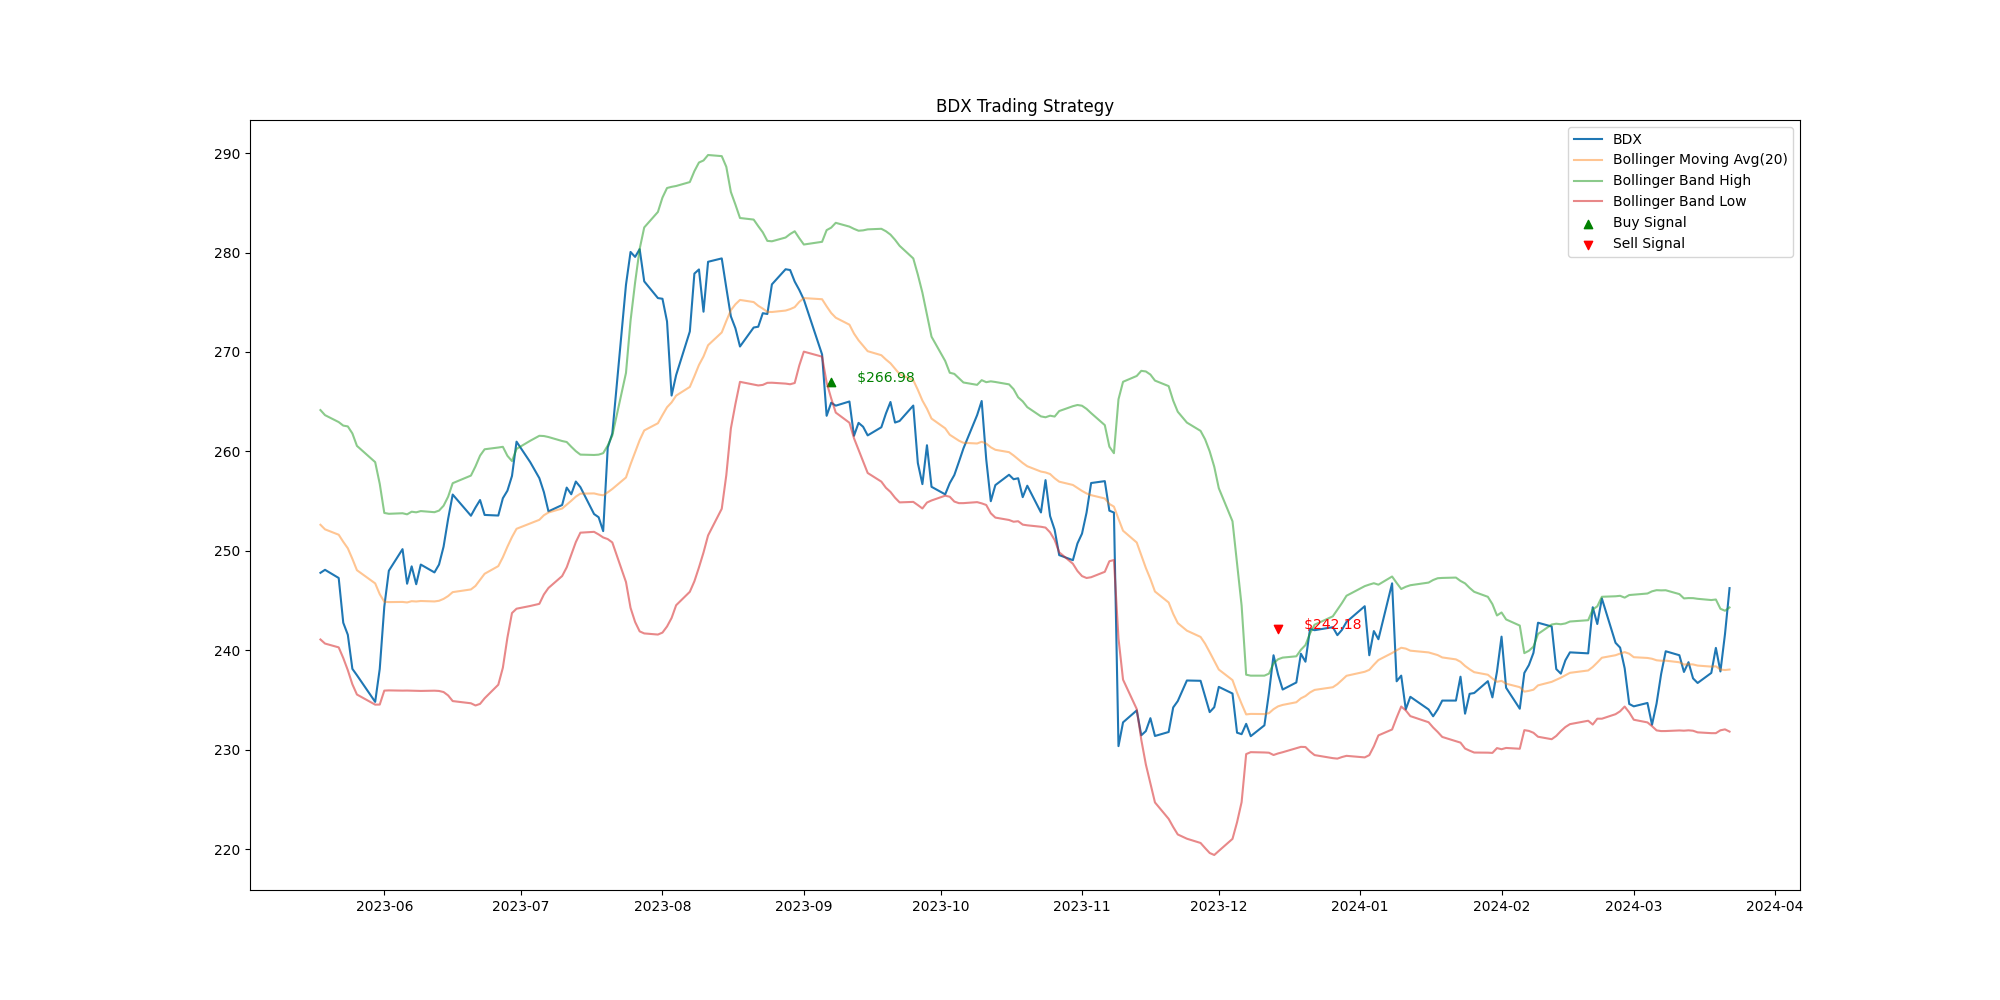 BDX Trading Strategy
BDX
Bollinger Moving Avg(20)
Bollinger Band High
Bollinger Band Low
Buy Signal
Sell Signal
290
280
270
260
250
240
230
220
$266.98
$242.18
2023-06 2023-07 2023-08 2023-09 2023-10 2023-11 2023-12 2024-01 2024-02 2024-03 2024-04